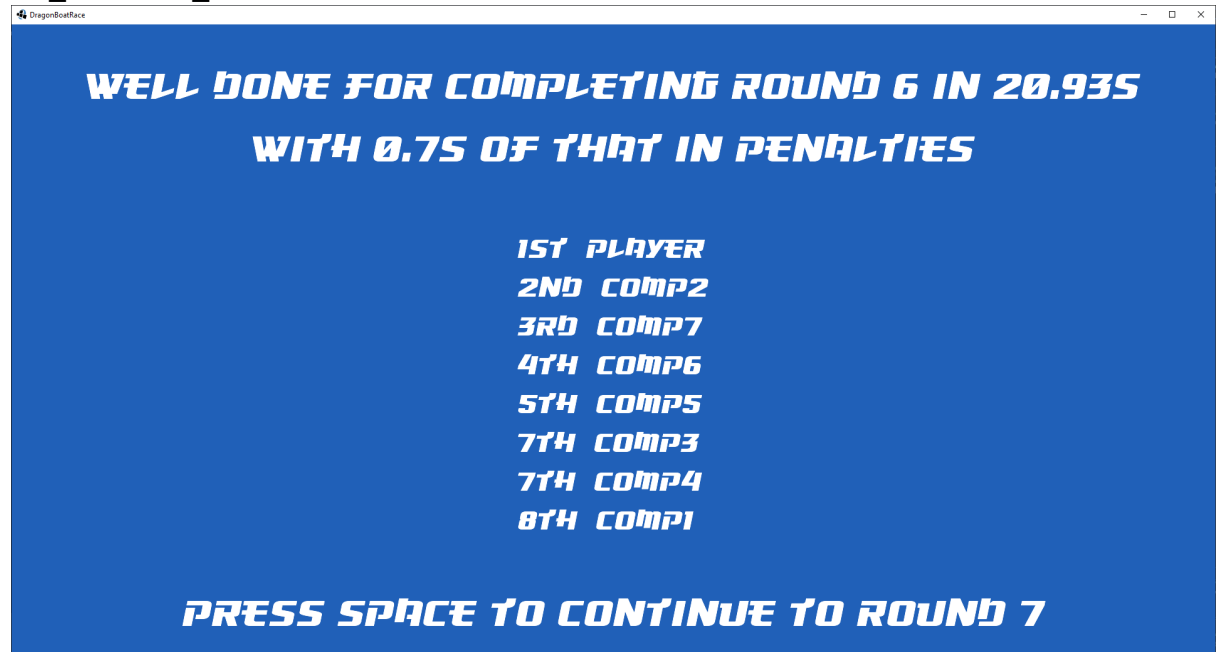 DragonBoatRace
WELL DONE FOR COMPLETING ROUND 6 IN 20.93S
WITH 0.7S OF THAT IN PENALTIES
1ST PLAYER
2ND COMP2
3RD COMP7
4TH COMP6
5TH COMP5
7TH COMP3
7TH COMP4
8TH COMP1
PRESS SPACE TO CONTINUE TO ROUND 7